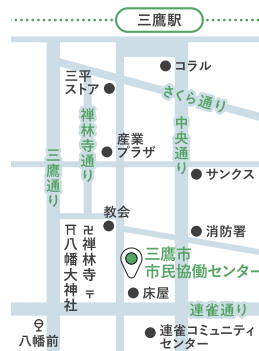 三鷹駅
コラル
三平
ストア
さくら通り
禅林寺通り
中央通り
産業
プラザ
三鷹通り
サンクス
教会
卍禅林寺
〒
⛩八幡大神社
消防署
三鷹市
市民協働センター
床屋
連雀通り
八幡前
連雀コミュニティ
センター